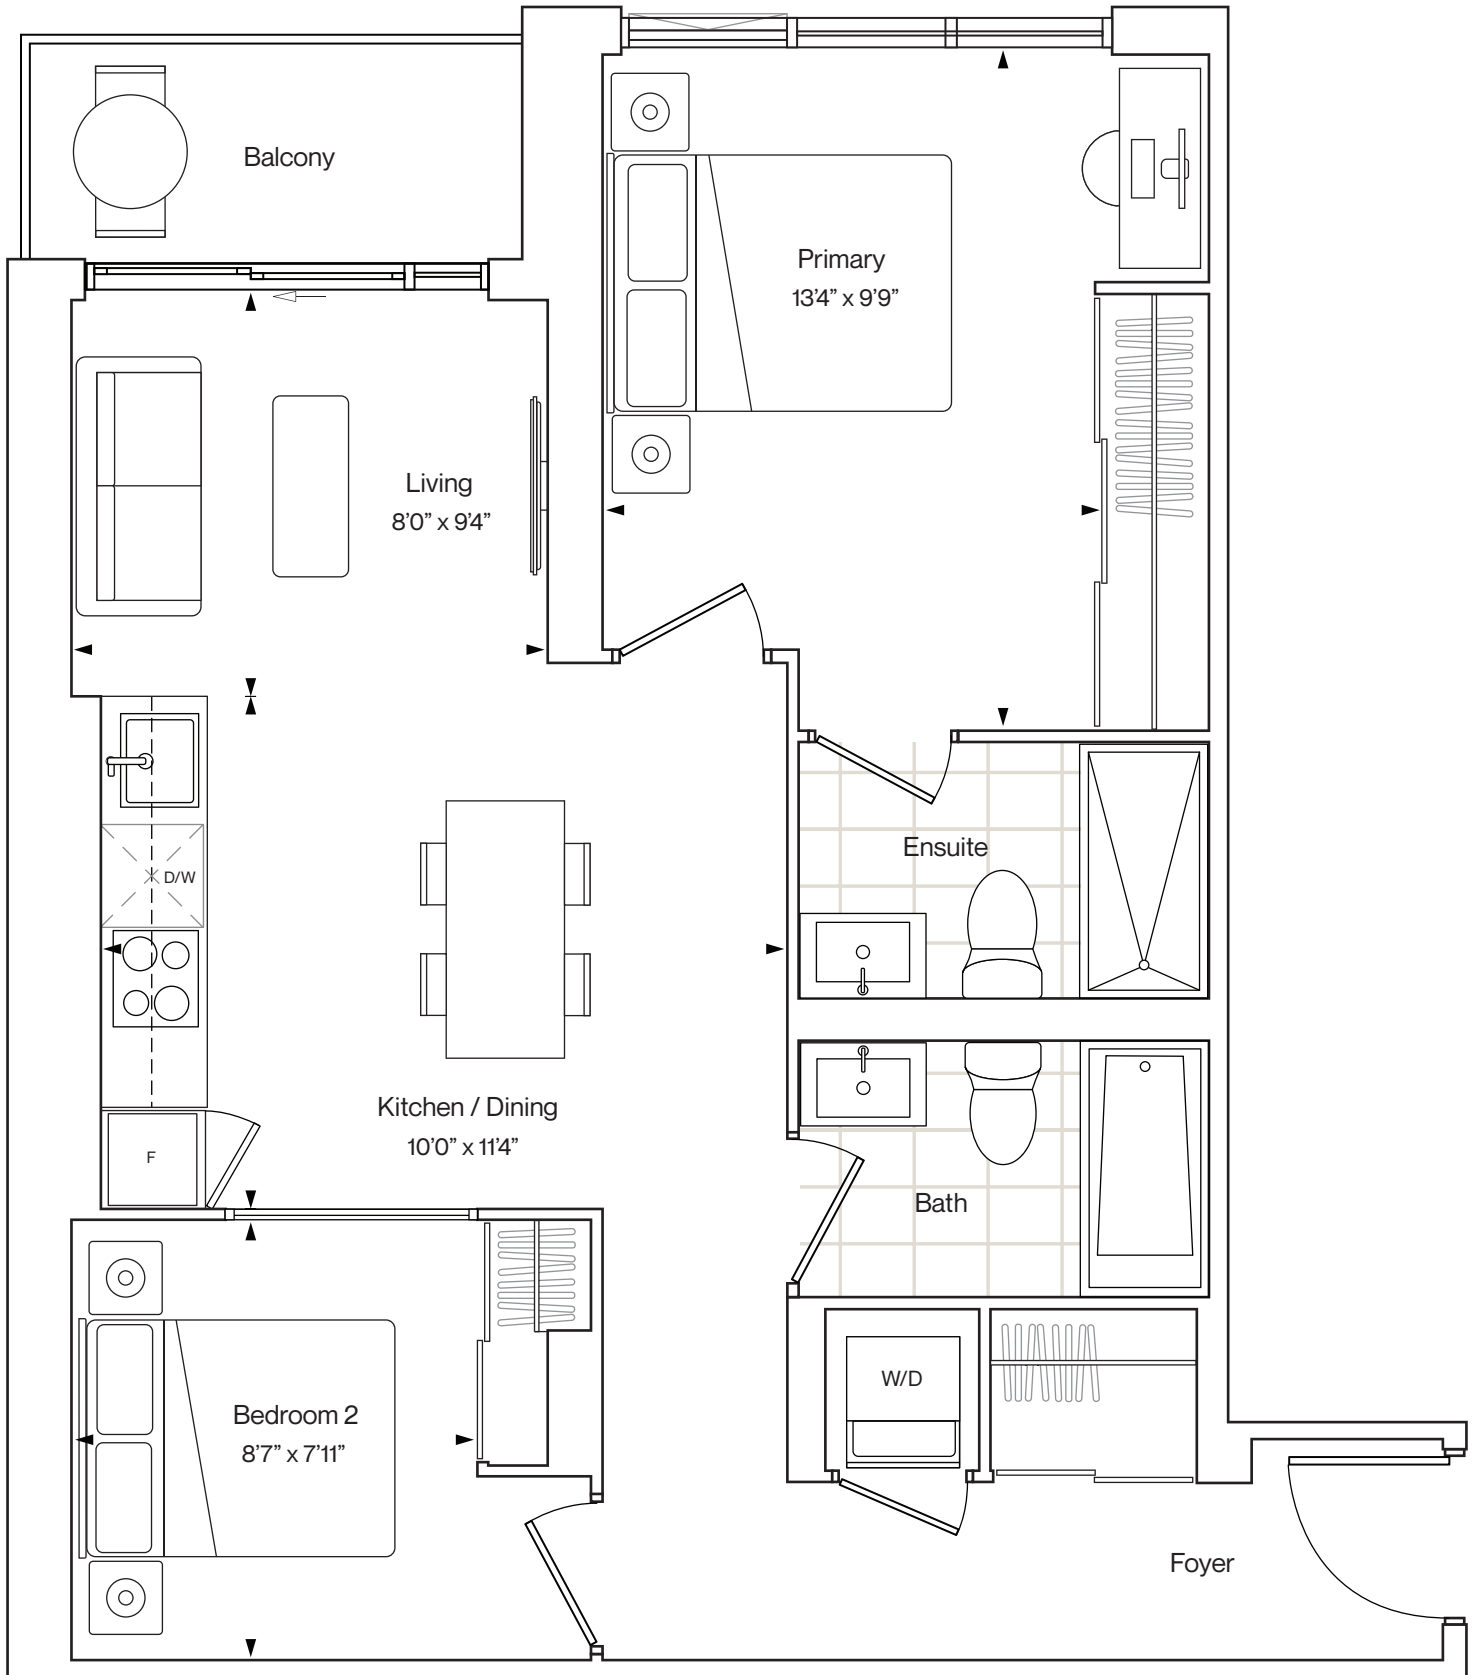 Balcony
Primary
13'4” x 9'9”
Living
8'0” x 9'4”
D/W
Ensuite
Kitchen / Dining
10'0” x 11'4”
F
Bath
W/D
Bedroom 2
8'7” x 7'11”
Foyer